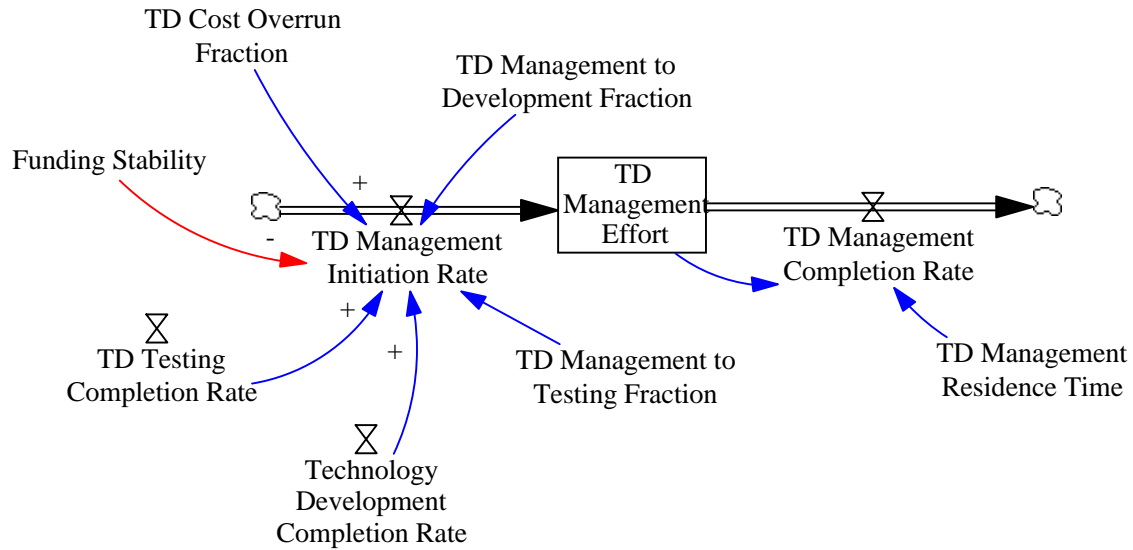 TD Cost Overrun
Fraction
TD Management to
Development Fraction
Funding Stability
+
TD
Management
Effort
-
TD Management
Initiation Rate
TD Management
Completion Rate
+
TD Testing
Completion Rate
+
TD Management to
Testing Fraction
TD Management
Residence Time
Technology
Development
Completion Rate